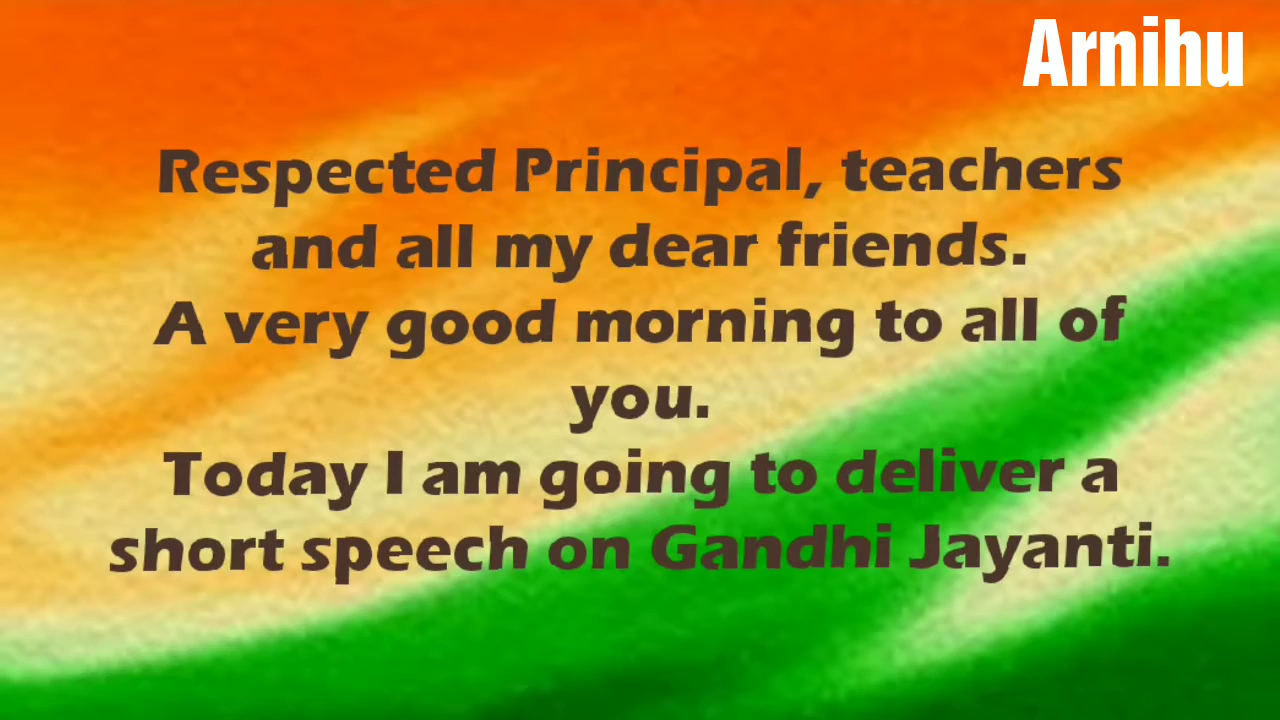 Arnihu
Respected Principal, teachers
and all my dear friends.
A very good morning to all of
you.
Today I am going to deliver a
short speech on Gandhi Jayanti.